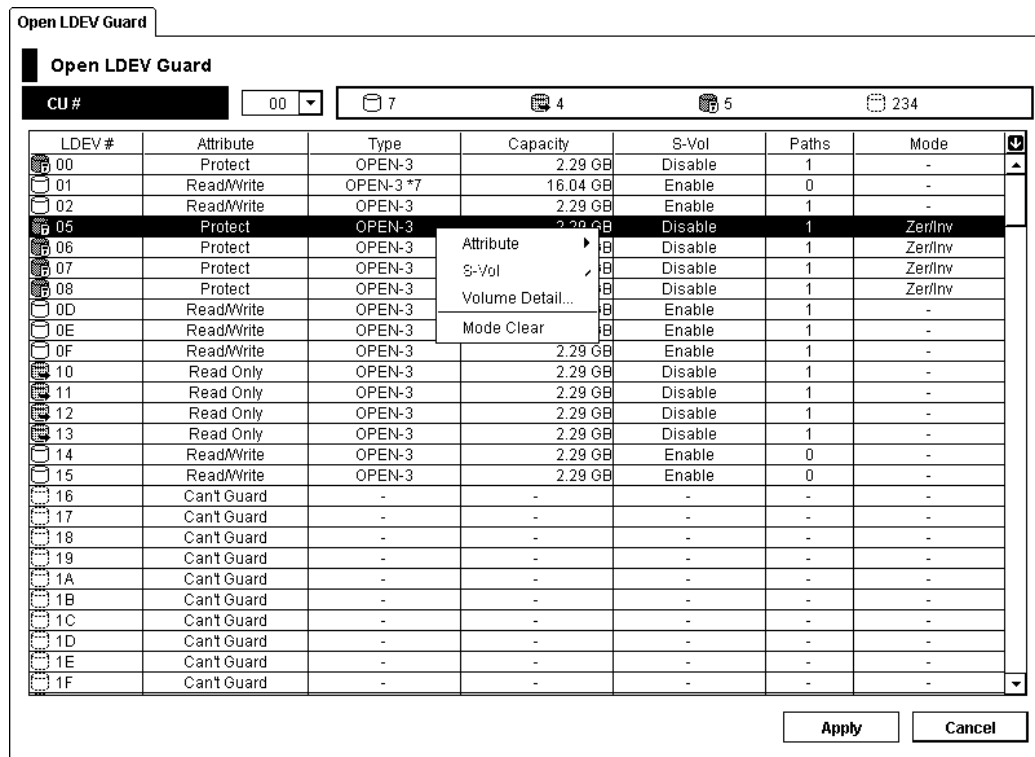 Open LDEV Guard
Open LDEV Guard
CU # 00 7 4 5 234
LDEV # Attribute Type Capacity S-Vol Paths Mode
00 Protect OPEN-3 2.29 GB Disable 1 -
01 Read/Write OPEN-3 *7 16.04 GB Enable 0 -
02 Read/Write OPEN-3 2.29 GB Enable 1 -
05 Protect OPEN-3 2.29 GB Disable 1 Zer/Inv
06 Protect OPEN-3 Attribute Disable 1 Zer/Inv
07 Protect OPEN-3 S-Vol Disable 1 Zer/Inv
08 Protect OPEN-3 Volume Detail... Disable 1 Zer/Inv
0D Read/Write OPEN-3 Enable 1 -
0E Read/Write OPEN-3 Mode Clear Enable 1 -
0F Read/Write OPEN-3 2.29 GB Enable 1 -
10 Read Only OPEN-3 2.29 GB Disable 1 -
11 Read Only OPEN-3 2.29 GB Disable 1 -
12 Read Only OPEN-3 2.29 GB Disable 1 -
13 Read Only OPEN-3 2.29 GB Disable 1 -
14 Read/Write OPEN-3 2.29 GB Enable 0 -
15 Read/Write OPEN-3 2.29 GB Enable 0 -
16 Can't Guard - - - - -
17 Can't Guard - - - - -
18 Can't Guard - - - - -
19 Can't Guard - - - - -
1A Can't Guard - - - - -
1B Can't Guard - - - - -
1C Can't Guard - - - - -
1D Can't Guard - - - - -
1E Can't Guard - - - - -
1F Can't Guard - - - - -
Apply Cancel